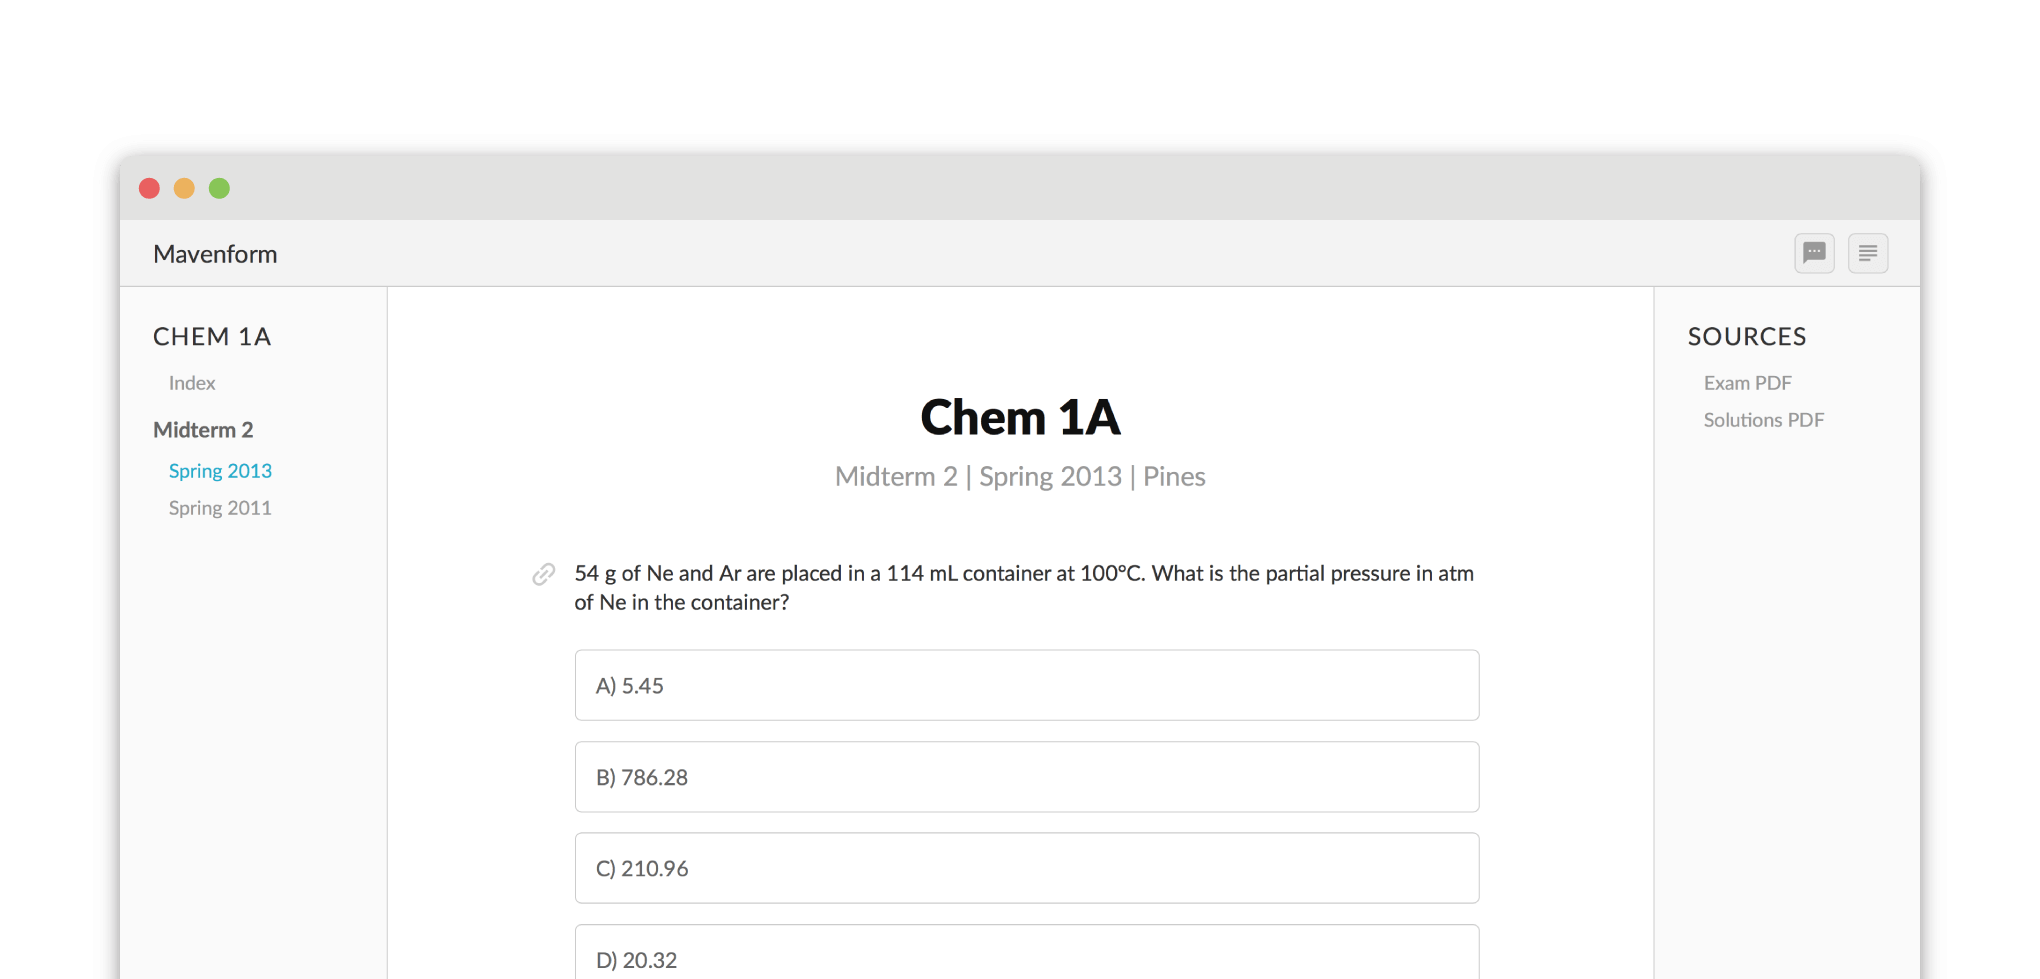 Mavenform
CHEM 1A
Index
Midterm 2
Spring 2013
Spring 2011
Chem 1A
Midterm 2 | Spring 2013 | Pines
54 g of Ne and Ar are placed in a 114 mL container at 100°C. What is the partial pressure in atm
of Ne in the container?
A) 5.45
B) 786.28
C) 210.96
D) 20.32
SOURCES
Exam PDF
Solutions PDF